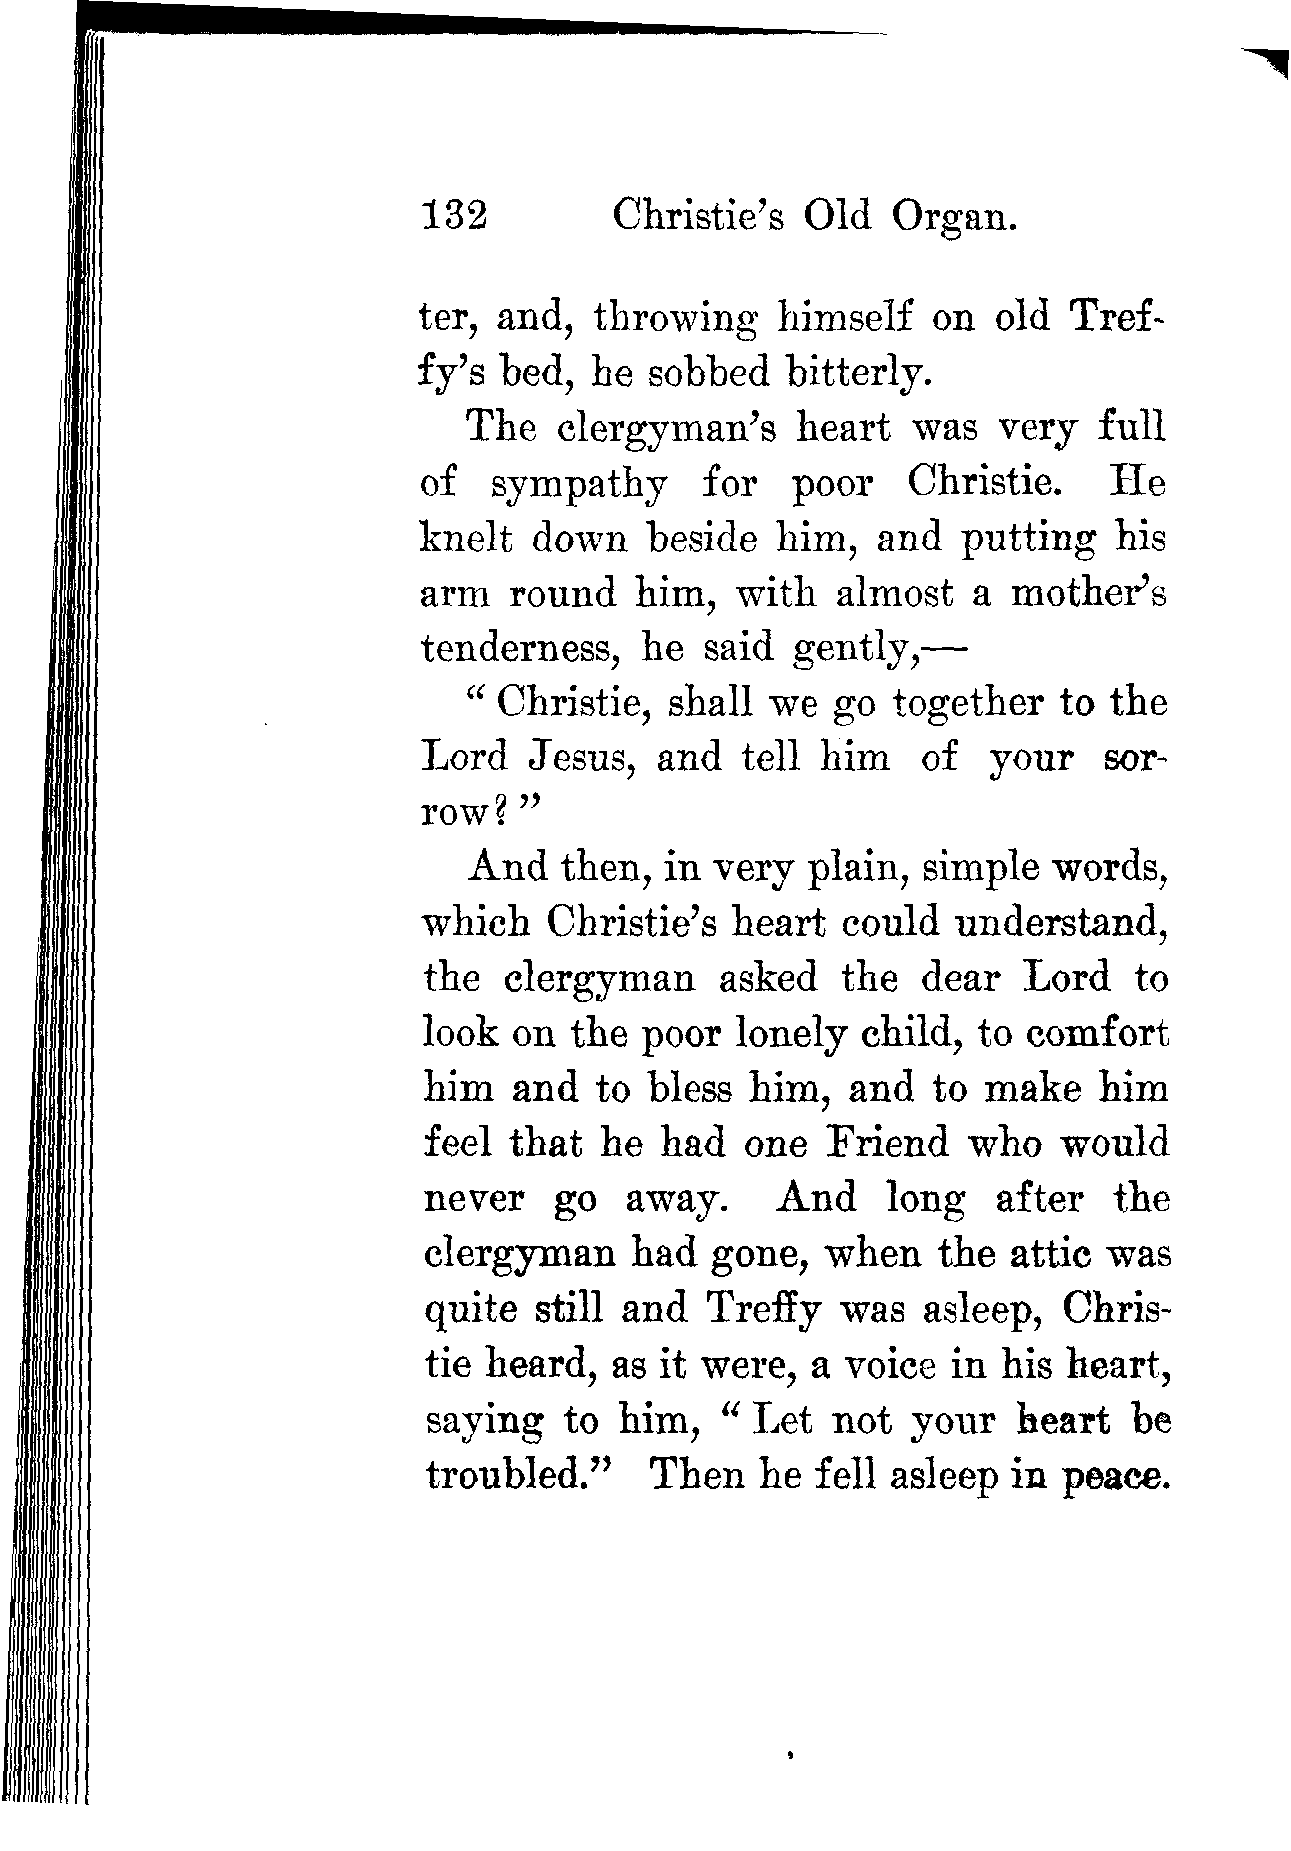 132 Christie's Old Organ.
ter, and, throwing himself on old Tref-
fy's bed, he sobbed bitterly.
The clergyman's heart was very full
of sympathy for poor Christie. He
knelt down beside him, and putting his
arm round him, with almost a mother's
tenderness, he said gently,—
"Christie, shall we go together to the
Lord Jesus, and tell him of your sor-
row?"
And then, in very plain, simple words,
which Christie's heart could understand,
the clergyman asked the dear Lord to
look on the poor lonely child, to comfort
him and to bless him, and to make him
feel that he had one Friend who would
never go away. And long after the
clergyman had gone, when the attic was
quite still and Treffy was asleep, Chris-
tie heard, as it were, a voice in his heart,
saying to him, "Let not your heart be
troubled." Then he fell asleep in peace.